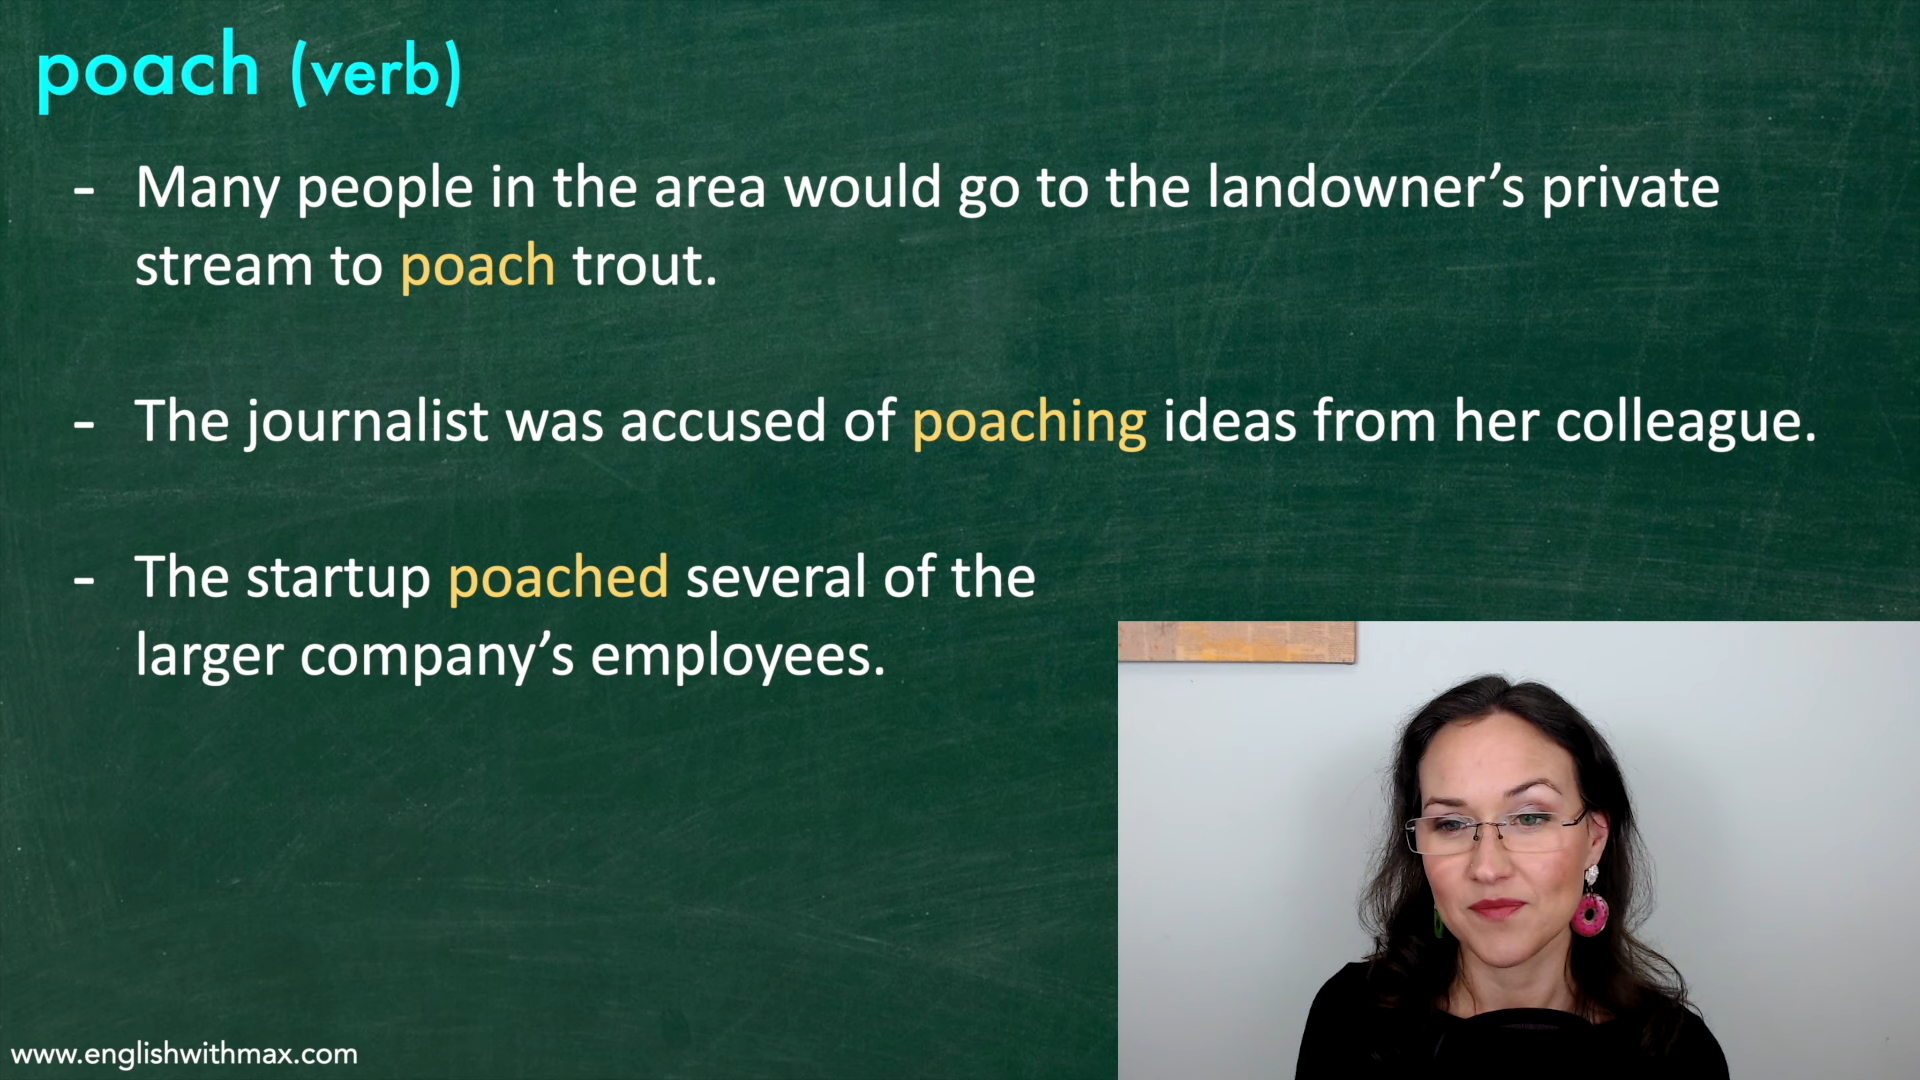 poach (verb)
- Many people in the area would go to the landowner’s private
stream to poach trout.
- The journalist was accused of poaching ideas from her colleague.
- The startup poached several of the
larger company’s employees.
www.englishwithmax.com